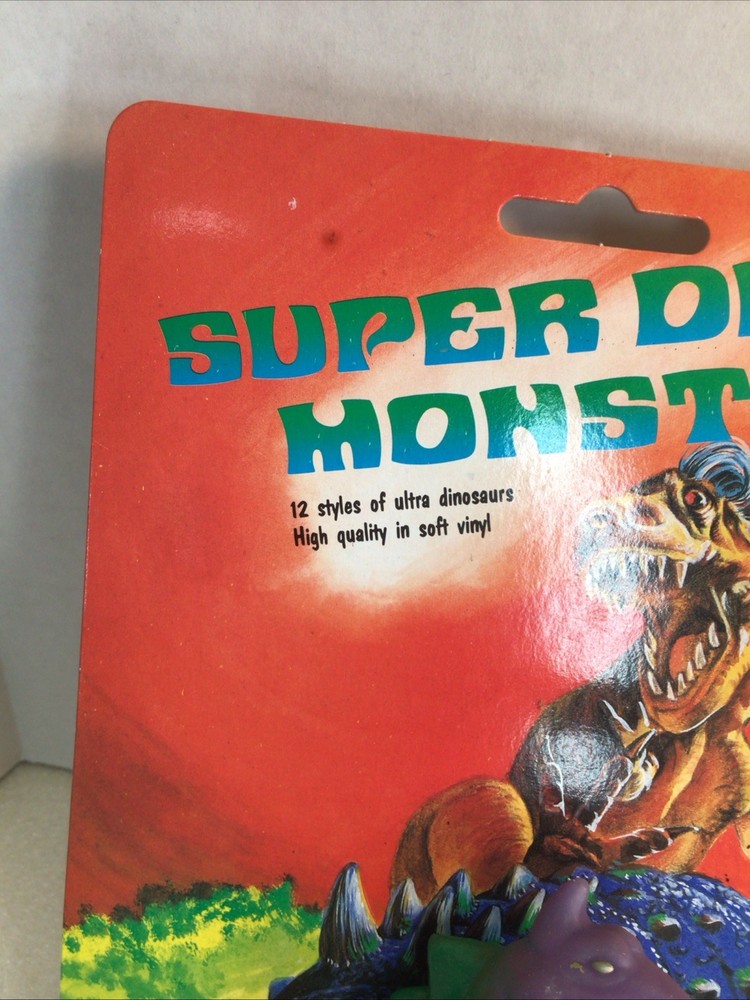 SUPER D
MONST
12 styles of ultra dinosaurs
High quality in soft vinyl